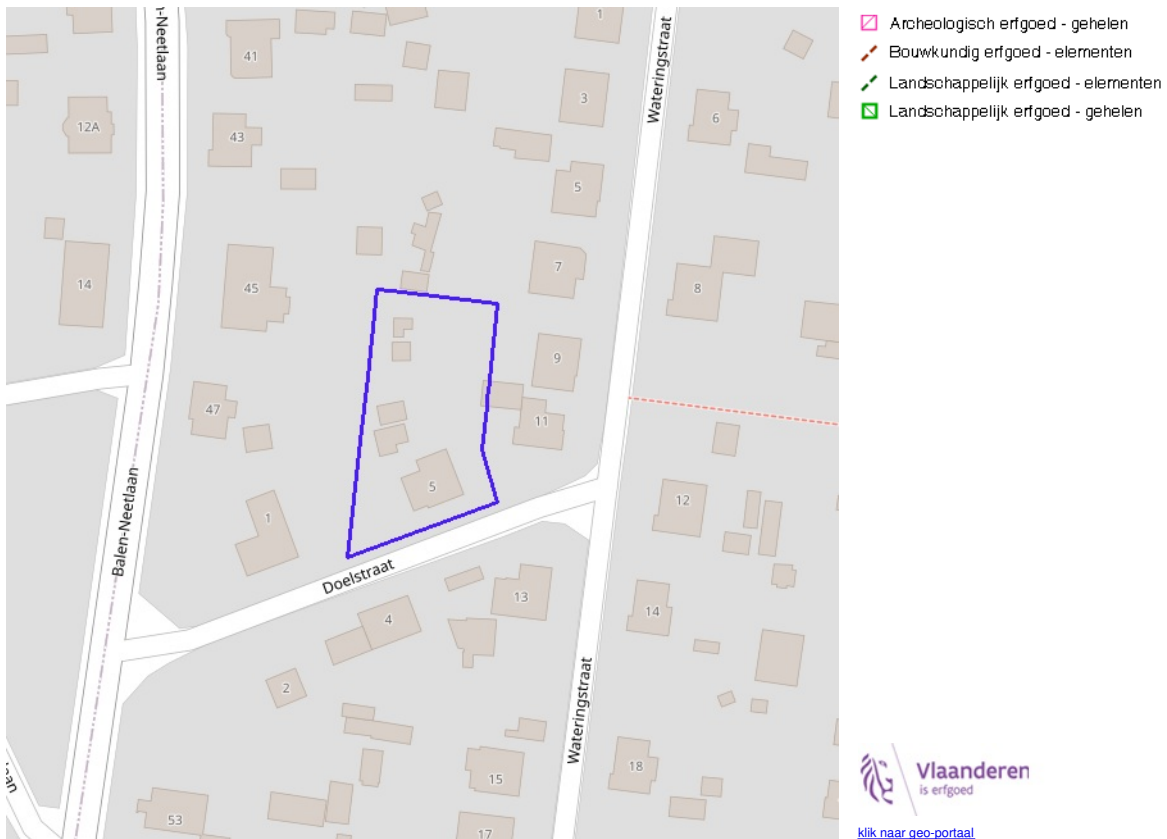 n-Neetlaan
41
1
Wateringstraat
3
6
12A
43
5
14
45
7
8
9
47
11
5
12
1
Balen-Neetlaan
Doelstraat
13
14
4
2
Wateringstraat
18
15
53
17
Archeologisch erfgoed - gehelen
Bouwkundig erfgoed - elementen
Landschappelijk erfgoed - elementen
Landschappelijk erfgoed - gehelen
Vlaanderen
is erfgoed
klik naar geo-portaal